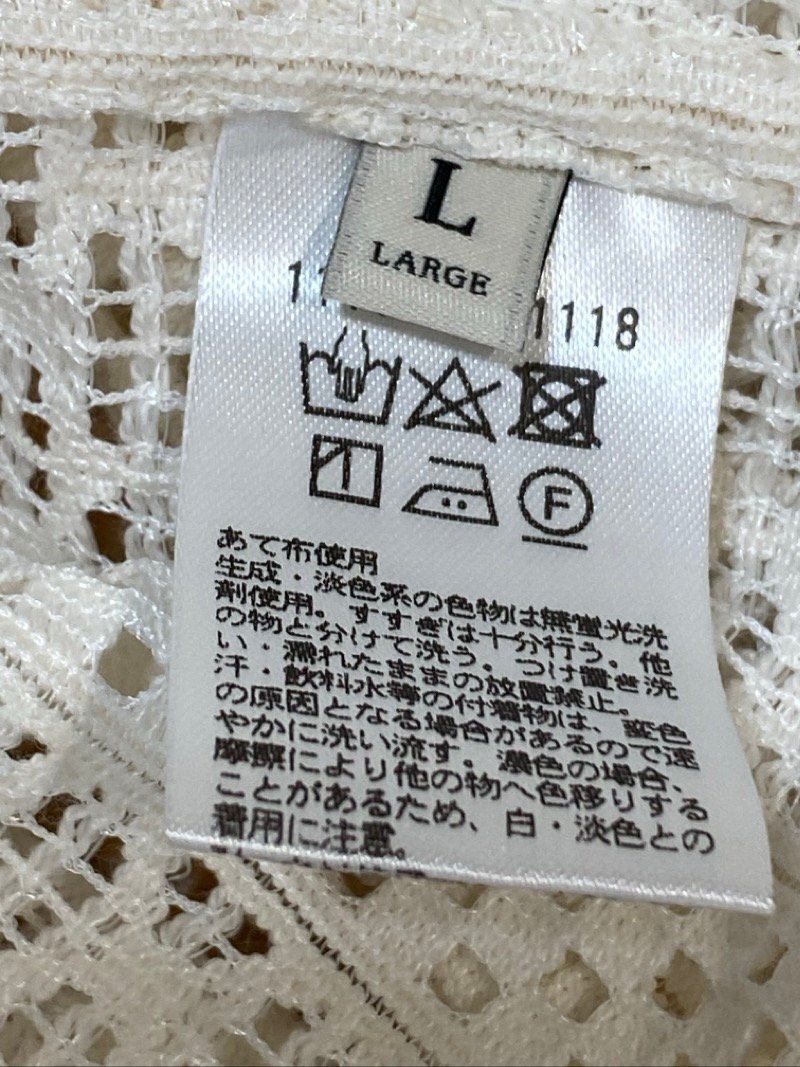 L
LARGE
11
1118
F
あて布使用
生成・淡色系の色物は無蛍光洗
剤使用。すすぎは十分行う。他
の物と分けて洗う。つけ置き洗
い・濡れたままの放置禁止。
汗・飲料水等の付着物は、変色
の原因となる場合があるので速
やかに洗い流す。濃色の場合、
摩擦により他の物へ色移りする
ことがあるため、白・淡色との
着用に注意。